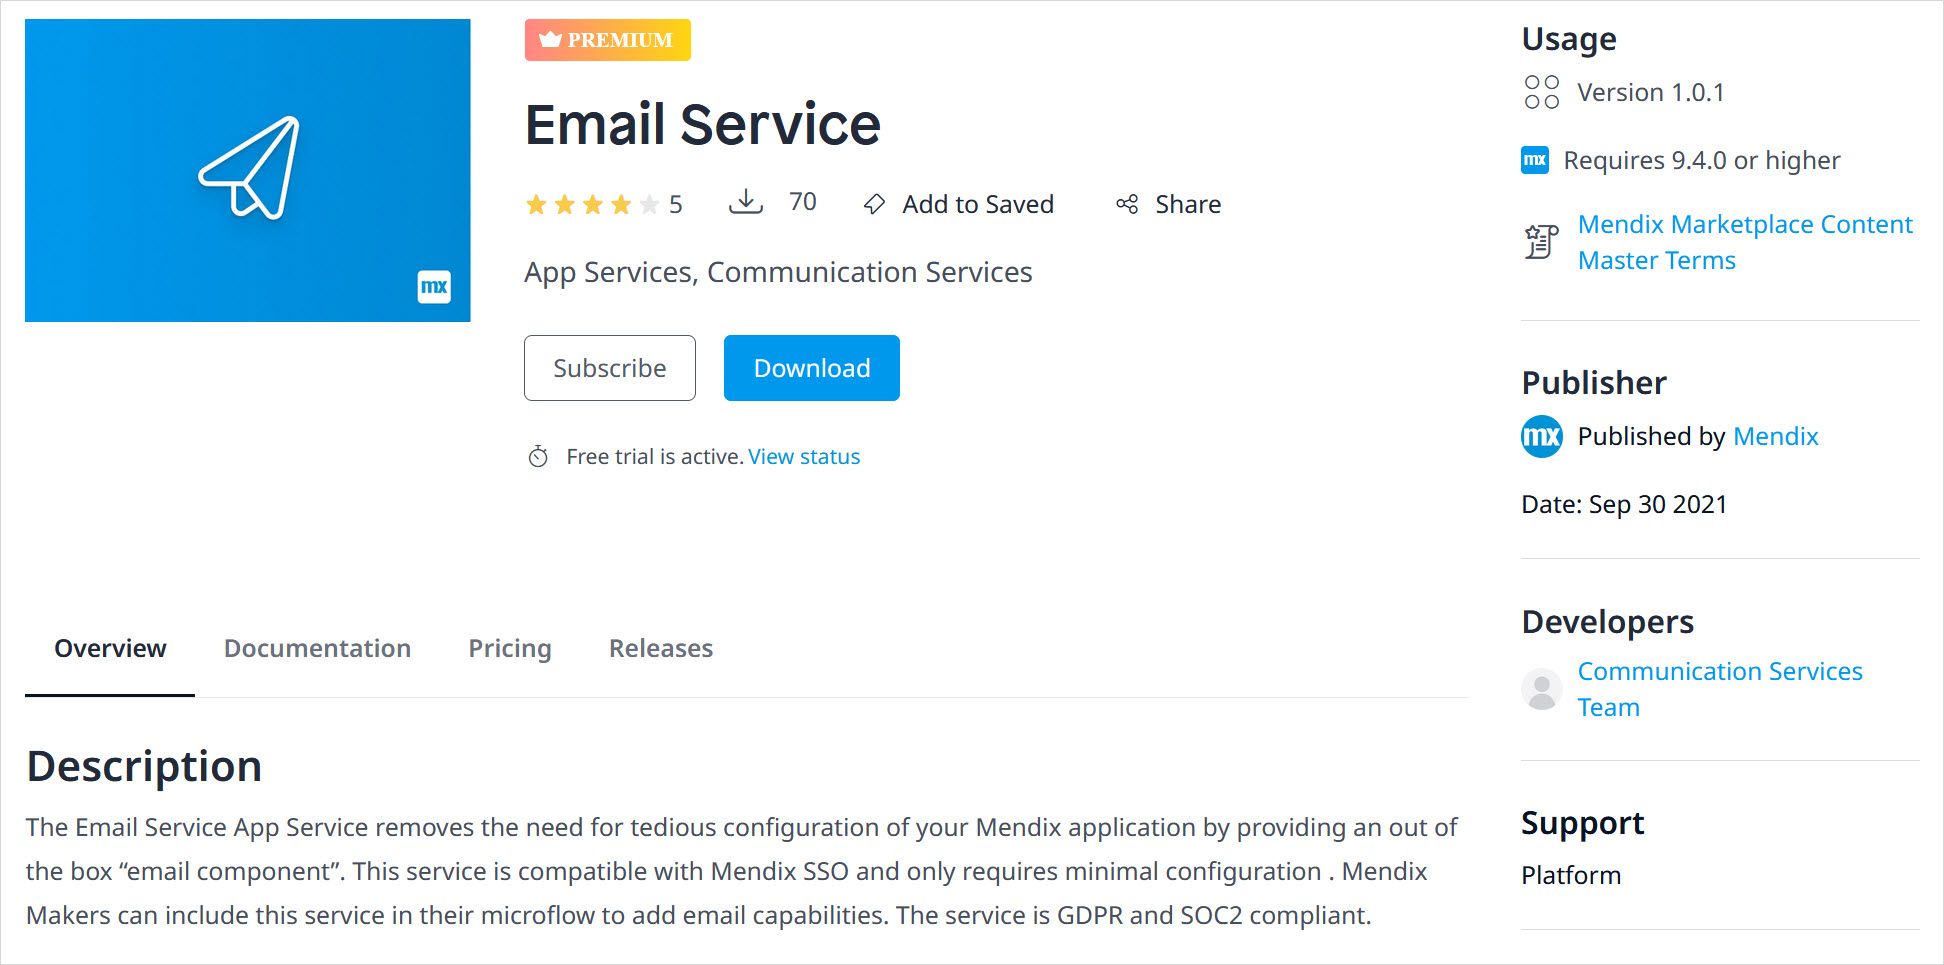 PREMIUM
Email Service
5
70
Add to Saved
Share
App Services, Communication Services
Subscribe
Download
Free trial is active. View status
mx
Overview
Documentation
Pricing
Releases
Description
The Email Service App Service removes the need for tedious configuration of your Mendix application by providing an out of
the box “email component”. This service is compatible with Mendix SSO and only requires minimal configuration . Mendix
Makers can include this service in their microflow to add email capabilities. The service is GDPR and SOC2 compliant.
Usage
Version 1.0.1
mx Requires 9.4.0 or higher
Mendix Marketplace Content
Master Terms
Publisher
mx Published by Mendix
Date: Sep 30 2021
Developers
Communication Services
Team
Support
Platform